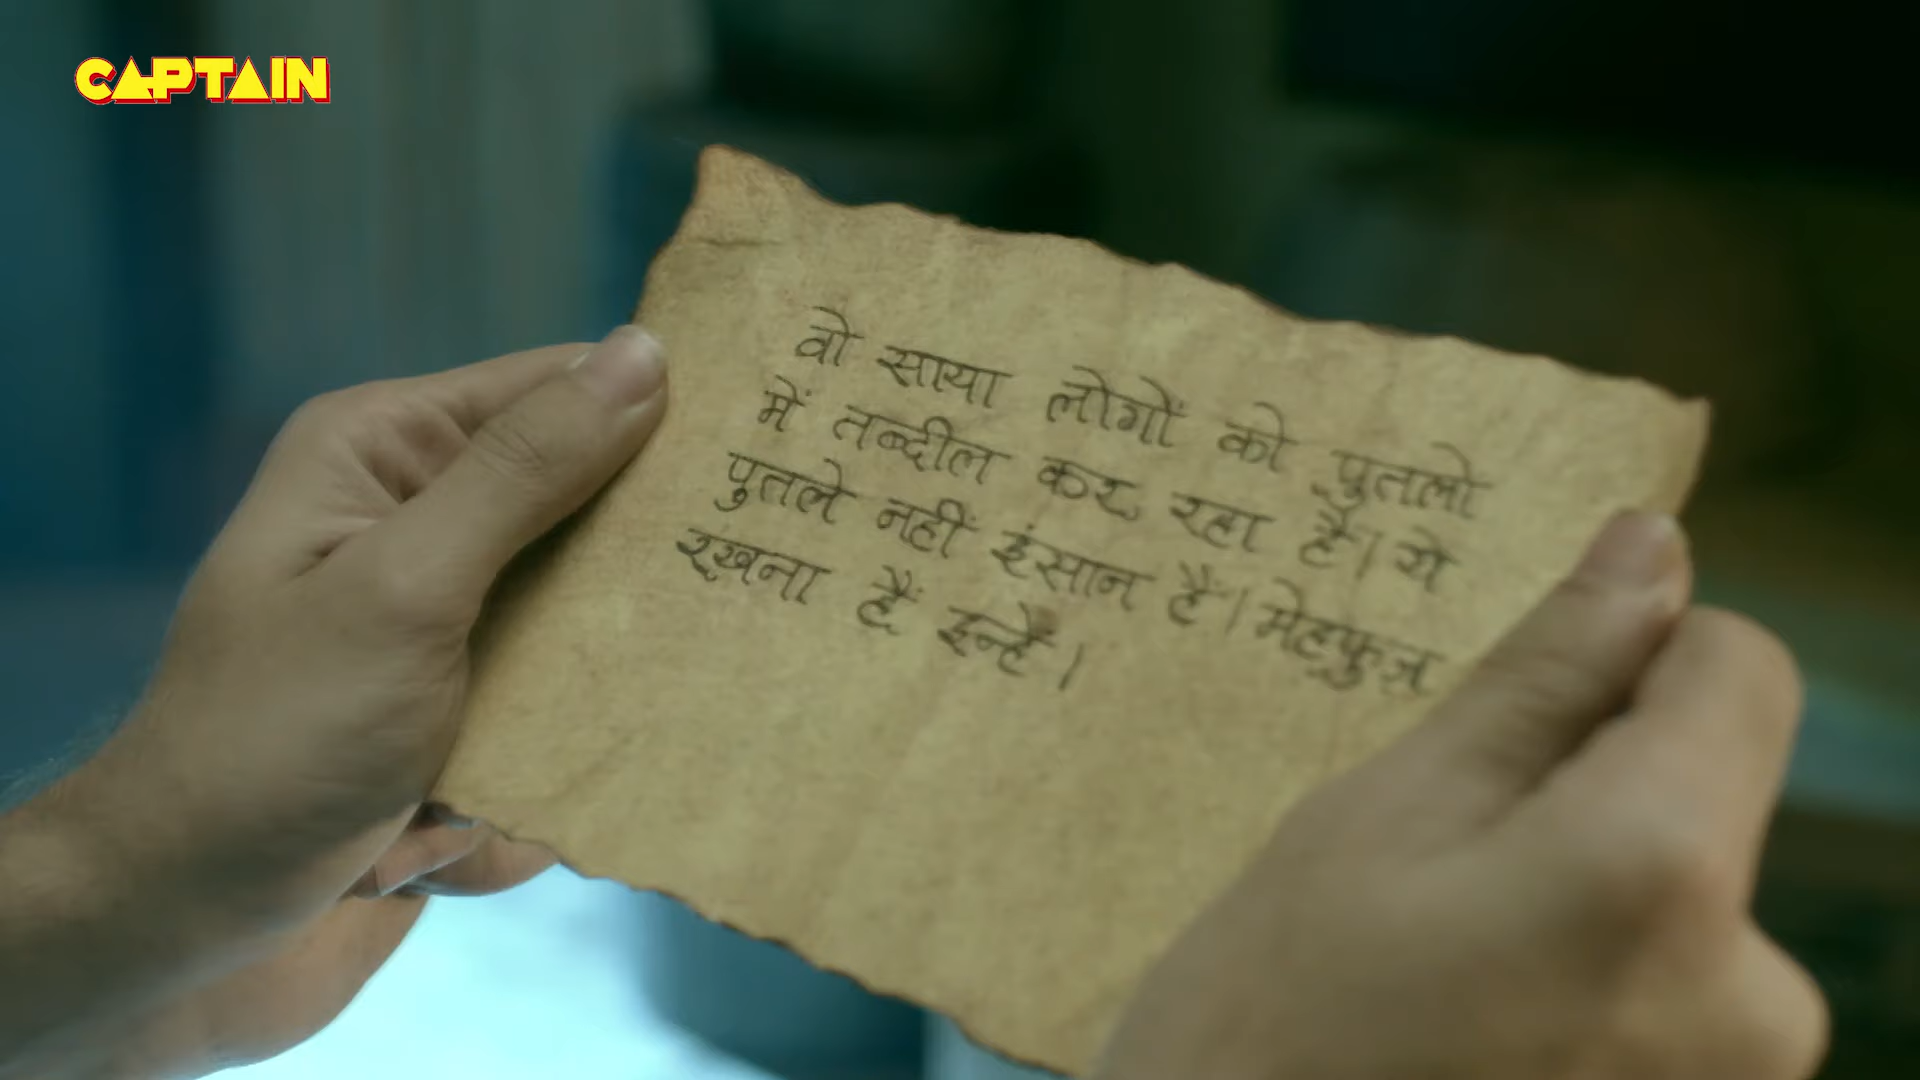 CAPTAIN
वो साया लोगों को पुतलो
में तब्दील कर रहा है। ये
पुतले नहीं इंसान है। मेहफुज़
रखना हैं इन्हें।